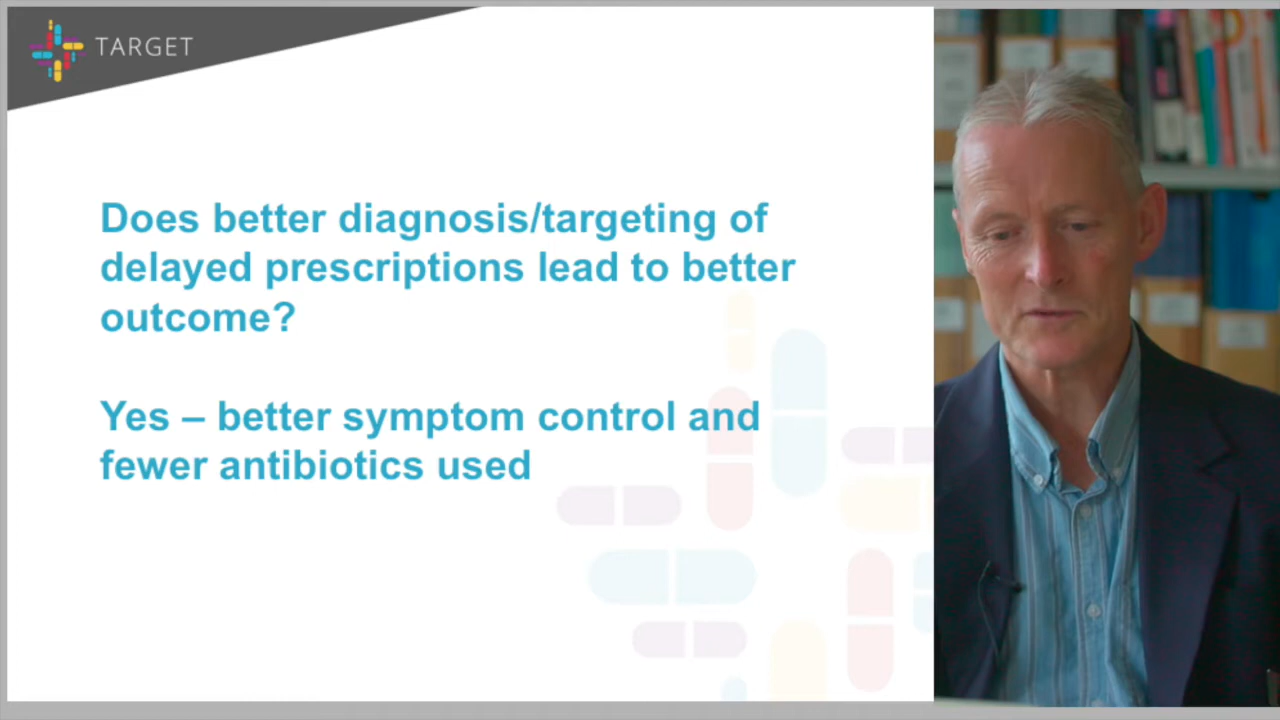 TARGET
Does better diagnosis/targeting of
delayed prescriptions lead to better
outcome?
Yes – better symptom control and
fewer antibiotics used